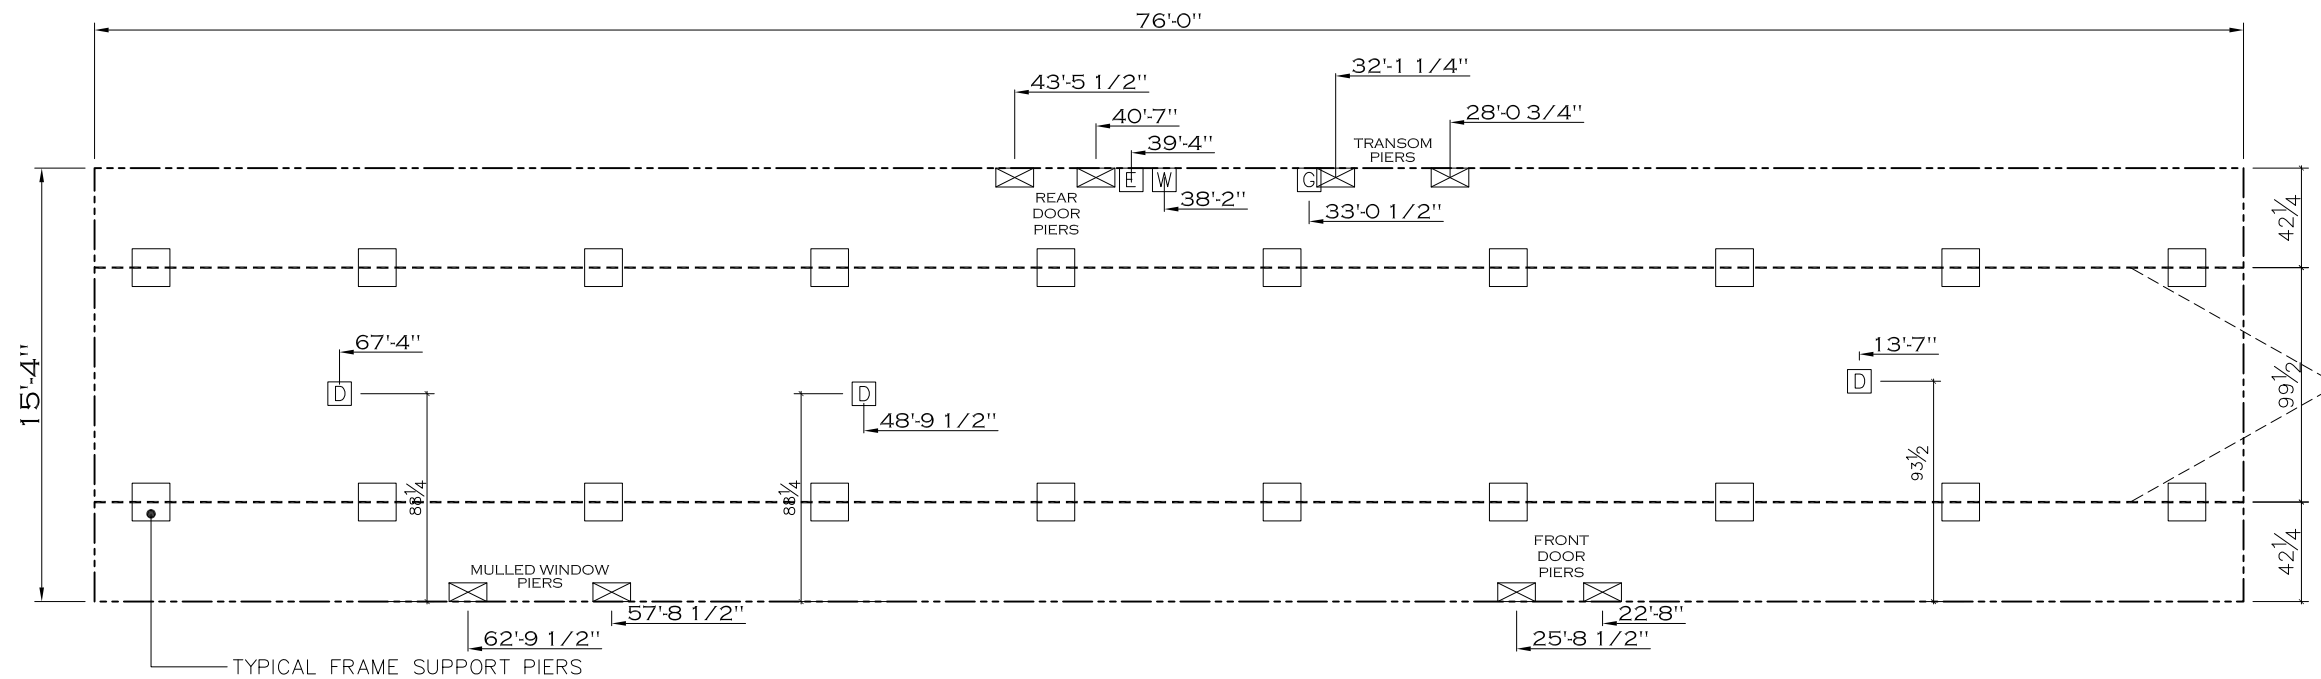 76'-0"
32'-1 1/4"
43'-5 1/2"
28'-0 3/4"
40'-7"
39'-4"
TRANSOM
PIERS
E
W
G
REAR
DOOR
PIERS
38'-2"
33'-0 1/2"
42 1/4
67'-4"
13'-7"
15'-4"
D
D
D
99 1/2
48'-9 1/2"
93 1/2
88 1/4
88 1/4
FRONT
DOOR
PIERS
42 1/4
MULLED WINDOW
PIERS
57'-8 1/2"
22'-8"
62'-9 1/2"
25'-8 1/2"
TYPICAL FRAME SUPPORT PIERS